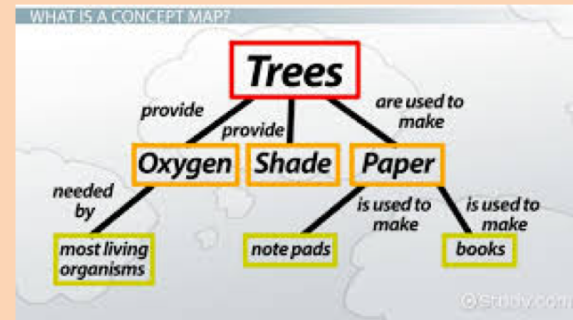 WHAT IS A CONCEPT MAP?
Trees
provide
provide
are used to
make
Oxygen
Shade
Paper
needed
by
is used to
make
is used to
make
most living
organisms
note pads
books
©Study.com